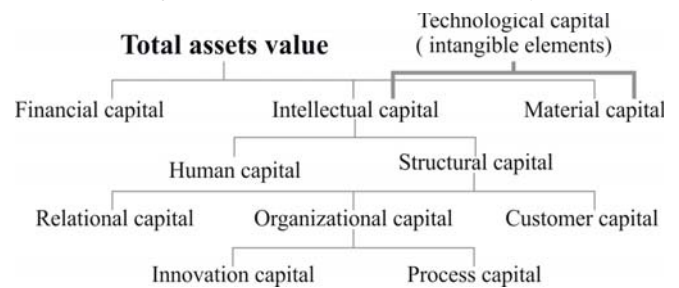 Technological capital
( intangible elements)
Total assets value
Financial capital
Intellectual capital
Material capital
Human capital
Structural capital
Relational capital
Organizational capital
Customer capital
Innovation capital
Process capital